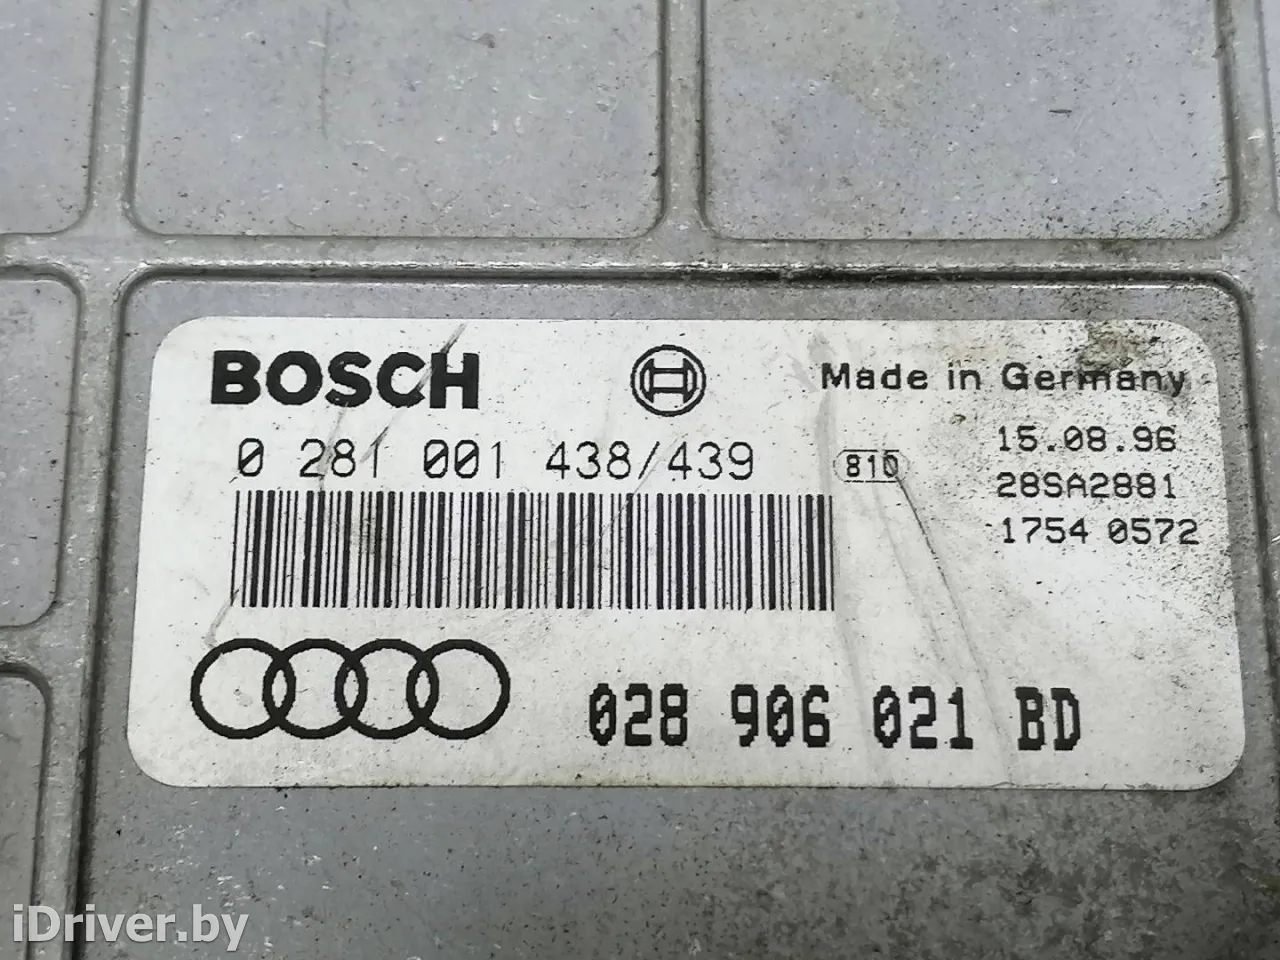 BOSCH
Made in Germany
0 281 001 438/439
810
15.08.96
28SA2881
1754 0572
028 906 021 BD
iDriver.by